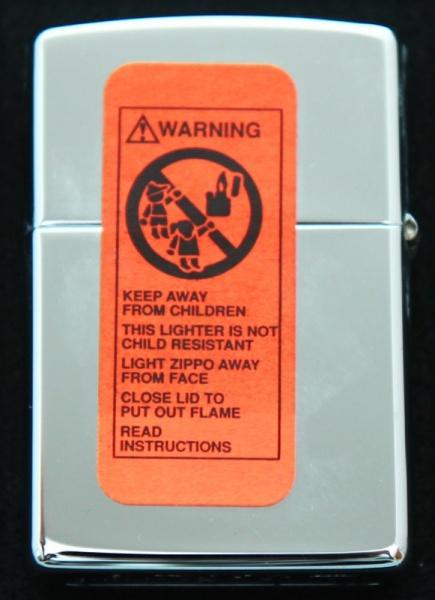 WARNING
KEEP AWAY
FROM CHILDREN
THIS LIGHTER IS NOT
CHILD RESISTANT
LIGHT ZIPPO AWAY
FROM FACE
CLOSE LID TO
PUT OUT FLAME
READ
INSTRUCTIONS